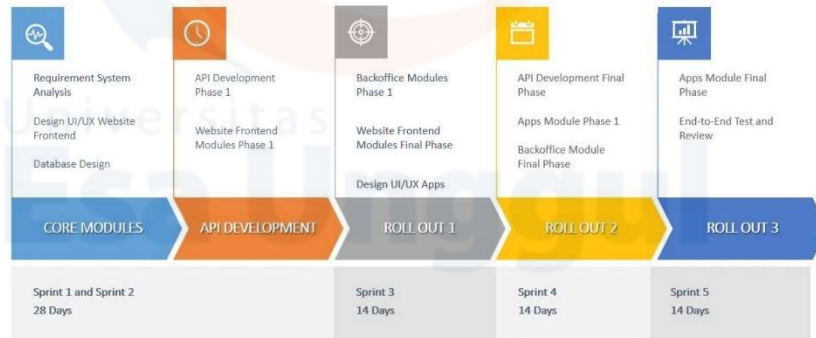 Requirement System
Analysis
Design UI/UX Website
Frontend
Database Design
API Development
Phase 1
Website Frontend
Modules Phase 1
Backoffice Modules
Phase 1
Website Frontend
Modules Final Phase
Design UI/UX Apps
API Development Final
Phase
Apps Module Phase 1
Backoffice Module
Final Phase
Apps Module Final
Phase
End-to-End Test and
Review
Universitas
Esa Unggul
CORE MODULES
API DEVELOPMENT
ROLL OUT 1
ROLL OUT 2
ROLL OUT 3
Sprint 1 and Sprint 2
28 Days
Sprint 3
14 Days
Sprint 4
14 Days
Sprint 5
14 Days